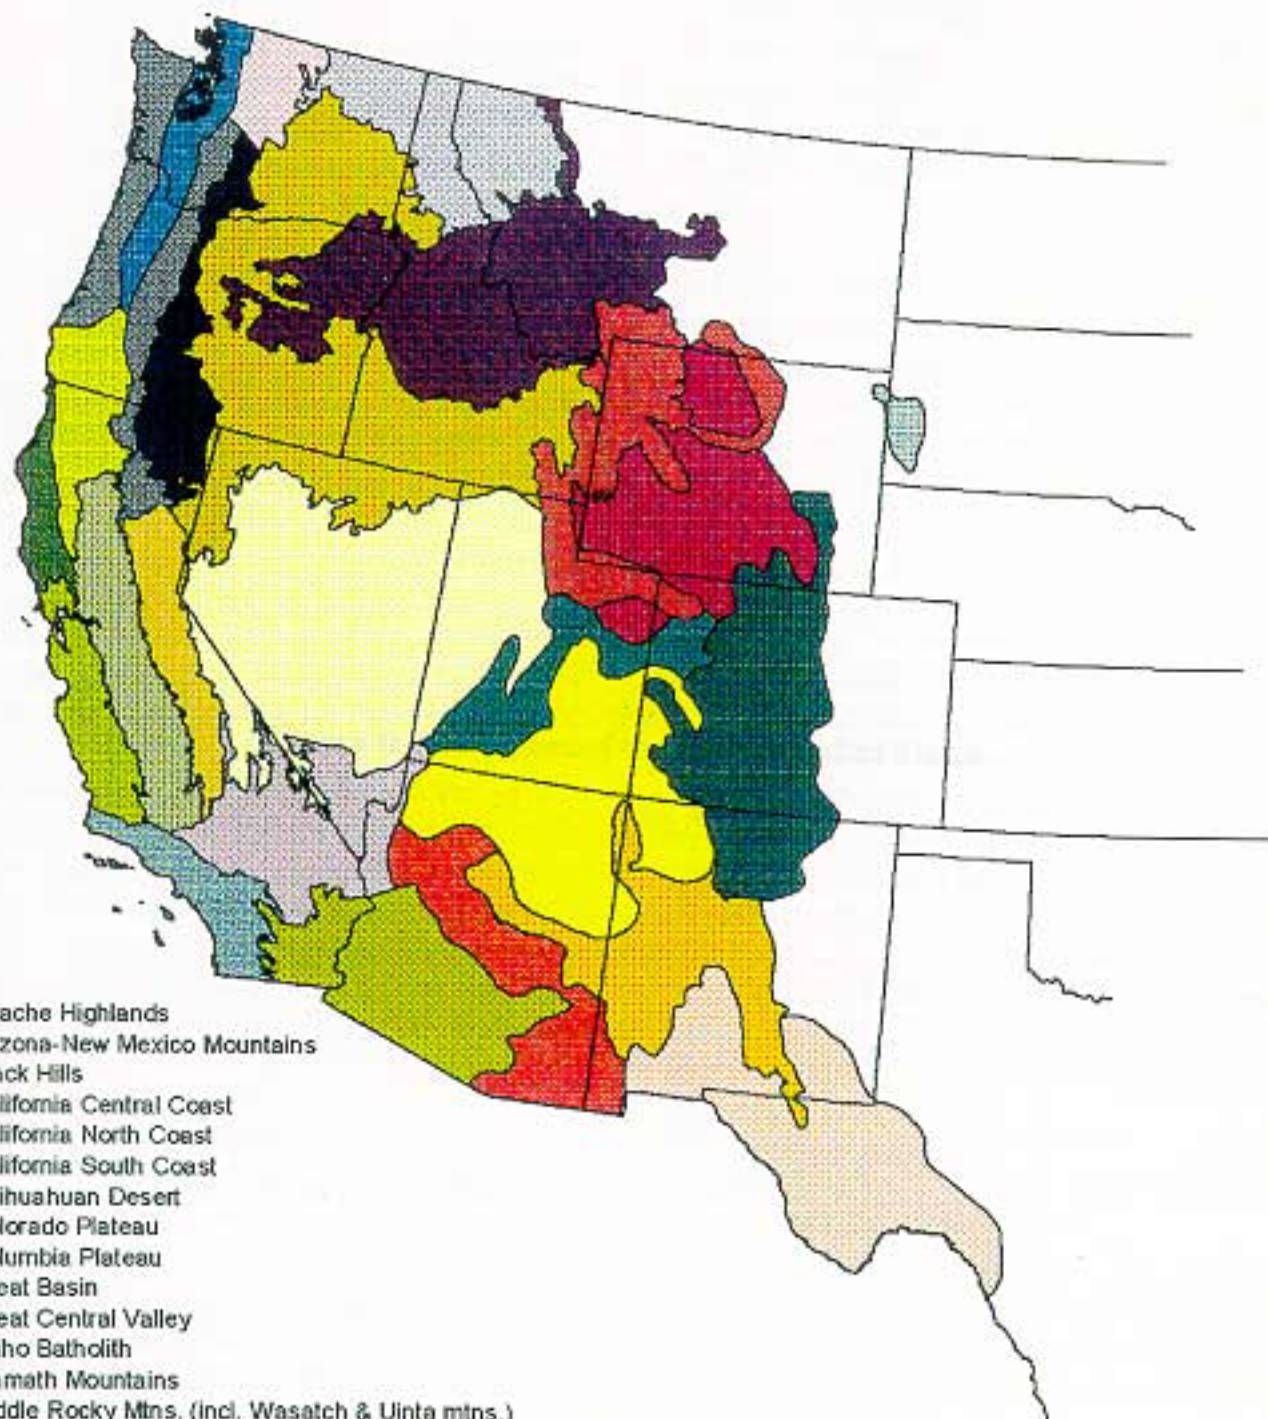 ache Highlands
zona-New Mexico Mountains
ack Hills
lifornia Central Coast
lifornia North Coast
lifornia South Coast
ihuahuan Desert
lorado Plateau
lumbia Plateau
eat Basin
eat Central Valley
ho Batholith
math Mountains
ddle Rocky Mtns. (incl. Wasatch & Uinta mtns.)